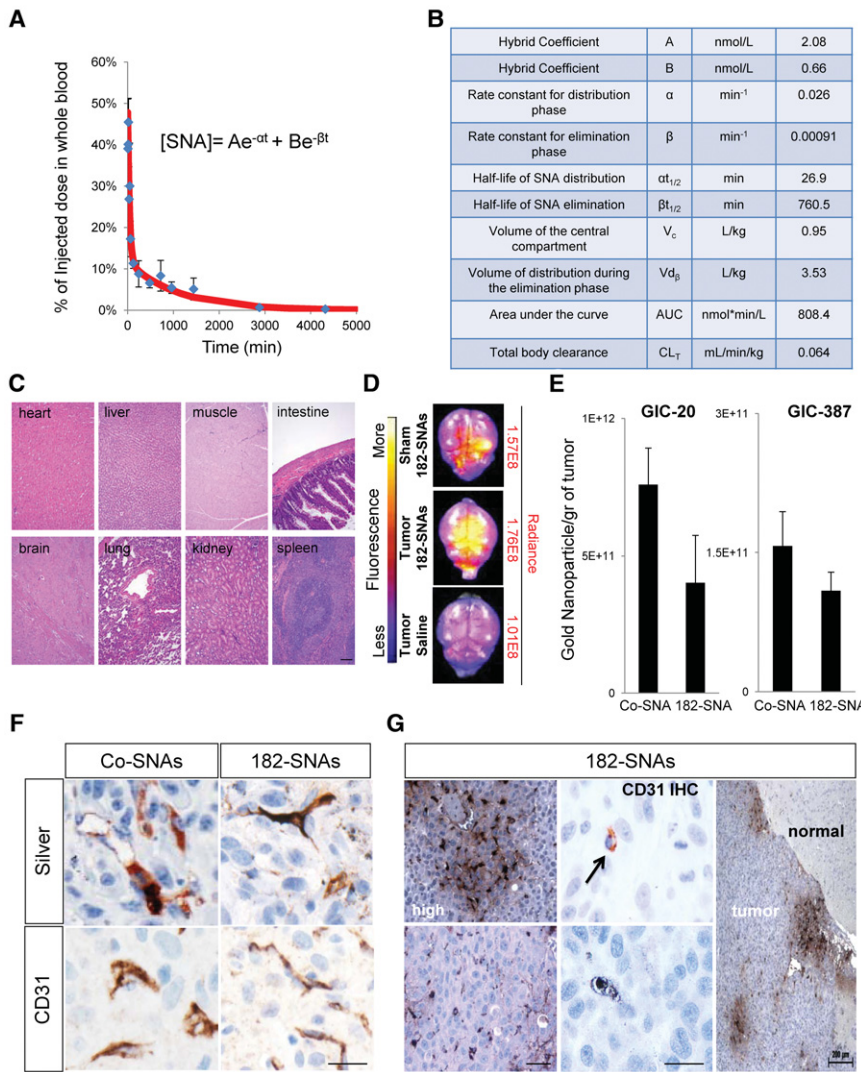 A
60%
50%
40%
30%
20%
10%
0%
% of Injected dose in whole blood
[SNA]= Ae-αt + Be-βt
0 1000 2000 3000 4000 5000
Time (min)
B
Hybrid Coefficient A nmol/L 2.08
Hybrid Coefficient B nmol/L 0.66
Rate constant for distribution
phase α min-1 0.026
Rate constant for elimination
phase β min-1 0.00091
Half-life of SNA distribution αt1/2 min 26.9
Half-life of SNA elimination βt1/2 min 760.5
Volume of the central
compartment Vc L/kg 0.95
Volume of distribution during
the elimination phase Vdβ L/kg 3.53
Area under the curve AUC nmol*min/L 808.4
Total body clearance CLT mL/min/kg 0.064
C
heart liver muscle intestine
brain lung kidney spleen
D
More
Fluorescence
Less
Sham
182-SNAs
Tumor
182-SNAs
Tumor
Saline
1.57E8
1.76E8
1.01E8
Radiance
E
GIC-20 GIC-387
Gold Nanoparticle/gr of tumor
1E+12
5E+11
0
3E+11
1.5E+11
0
Co-SNA 182-SNA Co-SNA 182-SNA
F
Co-SNAs 182-SNAs
Silver
CD31
G
182-SNAs
CD31 IHC
high
normal
tumor
200 μm